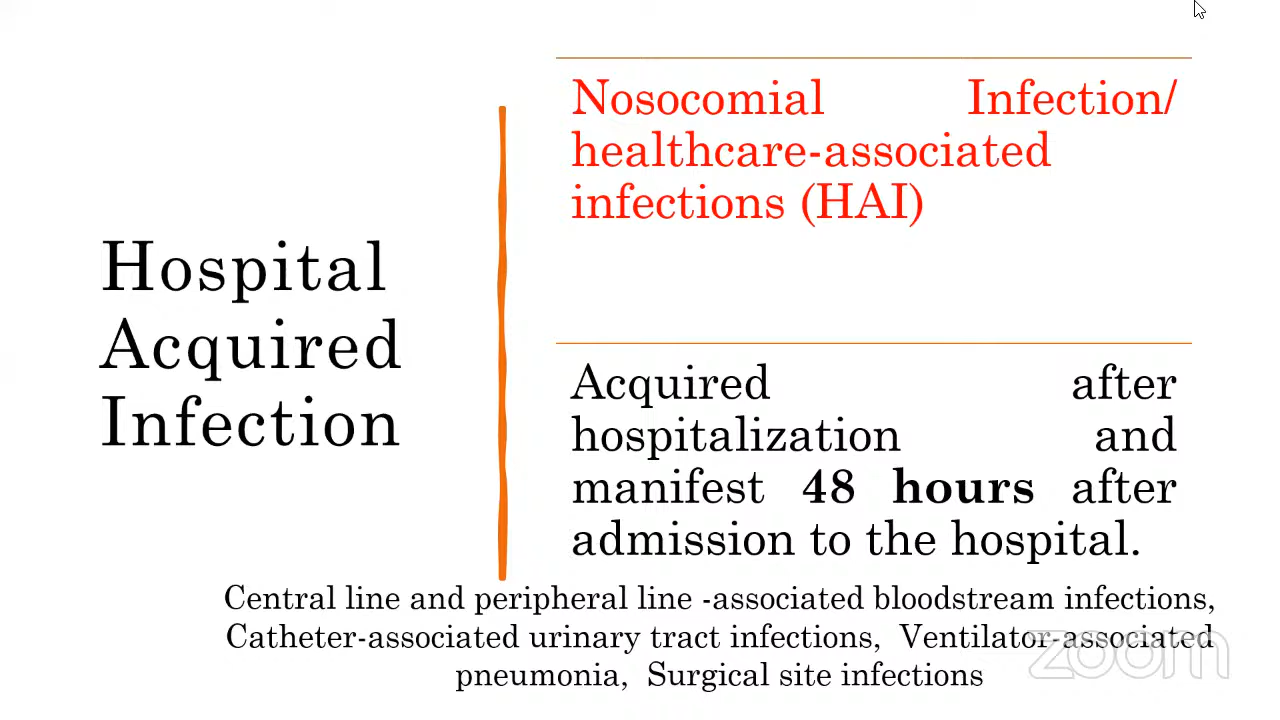 Hospital
Acquired
Infection
Nosocomial Infection/
healthcare-associated
infections (HAI)
Acquired after
hospitalization and
manifest 48 hours after
admission to the hospital.
Central line and peripheral line -associated bloodstream infections,
Catheter-associated urinary tract infections, Ventilator-associated
pneumonia, Surgical site infections
zoom